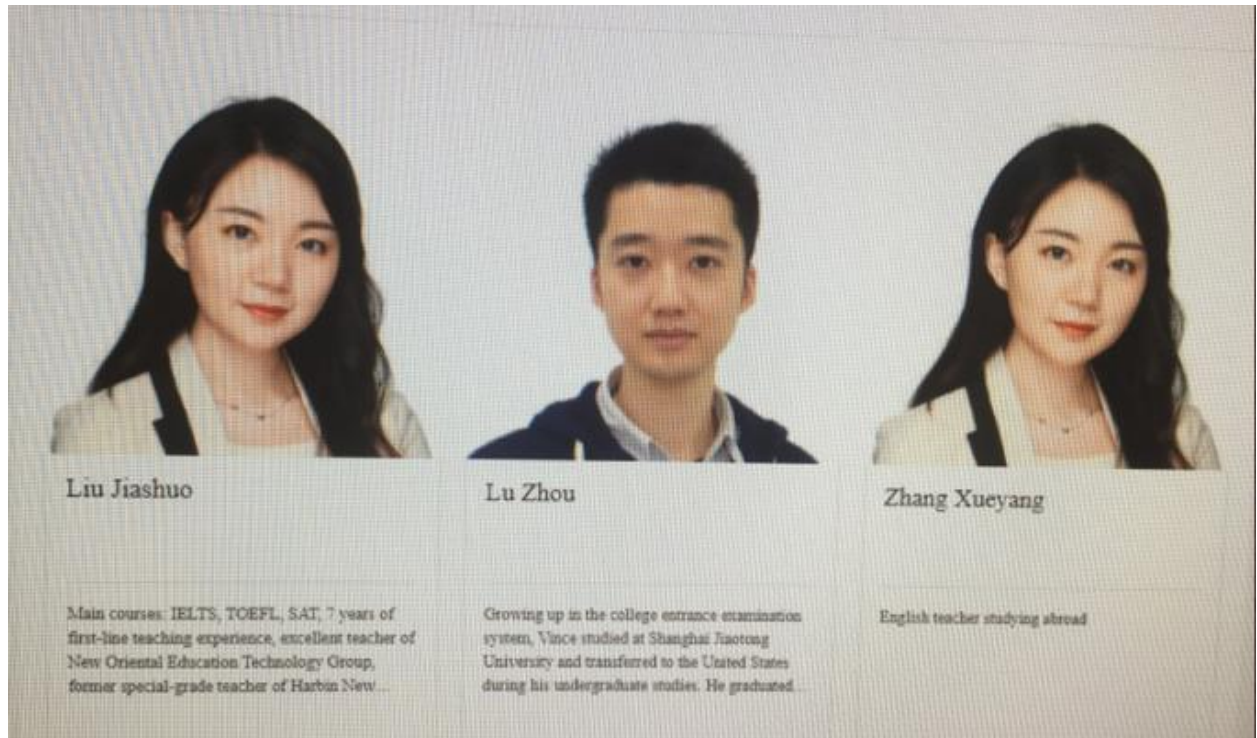 Liu Jiashuo
Main courses: IELTS, TOEFL, SAT, 7 years of
first-line teaching experience, excellent teacher of
New Oriental Education Technology Group,
former special-grade teacher of Harbin New...
Lu Zhou
Growing up in the college entrance examination
system, Vince studied at Shanghai Jiaotong
University and transferred to the United States
during his undergraduate studies. He graduated...
Zhang Xueyang
English teacher studying abroad